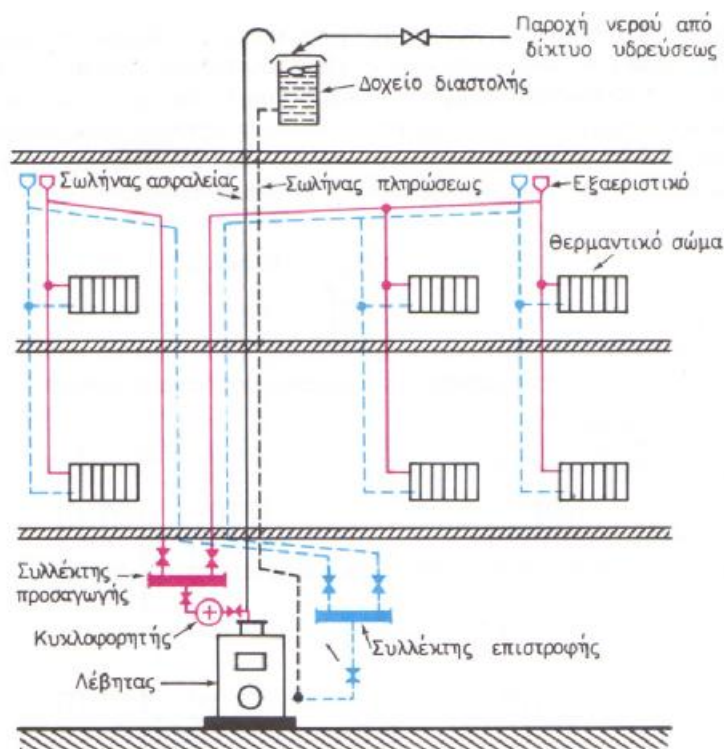 Παροχή νερού από
δίκτυο υδρεύσεως
Δοχείο διαστολής
Σωλήνας ασφαλείας
Σωλήνας πληρώσεως
Εξαεριστικό
Θερμαντικό σώμα
Συλλέκτης
προσαγωγής
Κυκλοφορητής
Συλλέκτης επιστροφής
Λέβητας